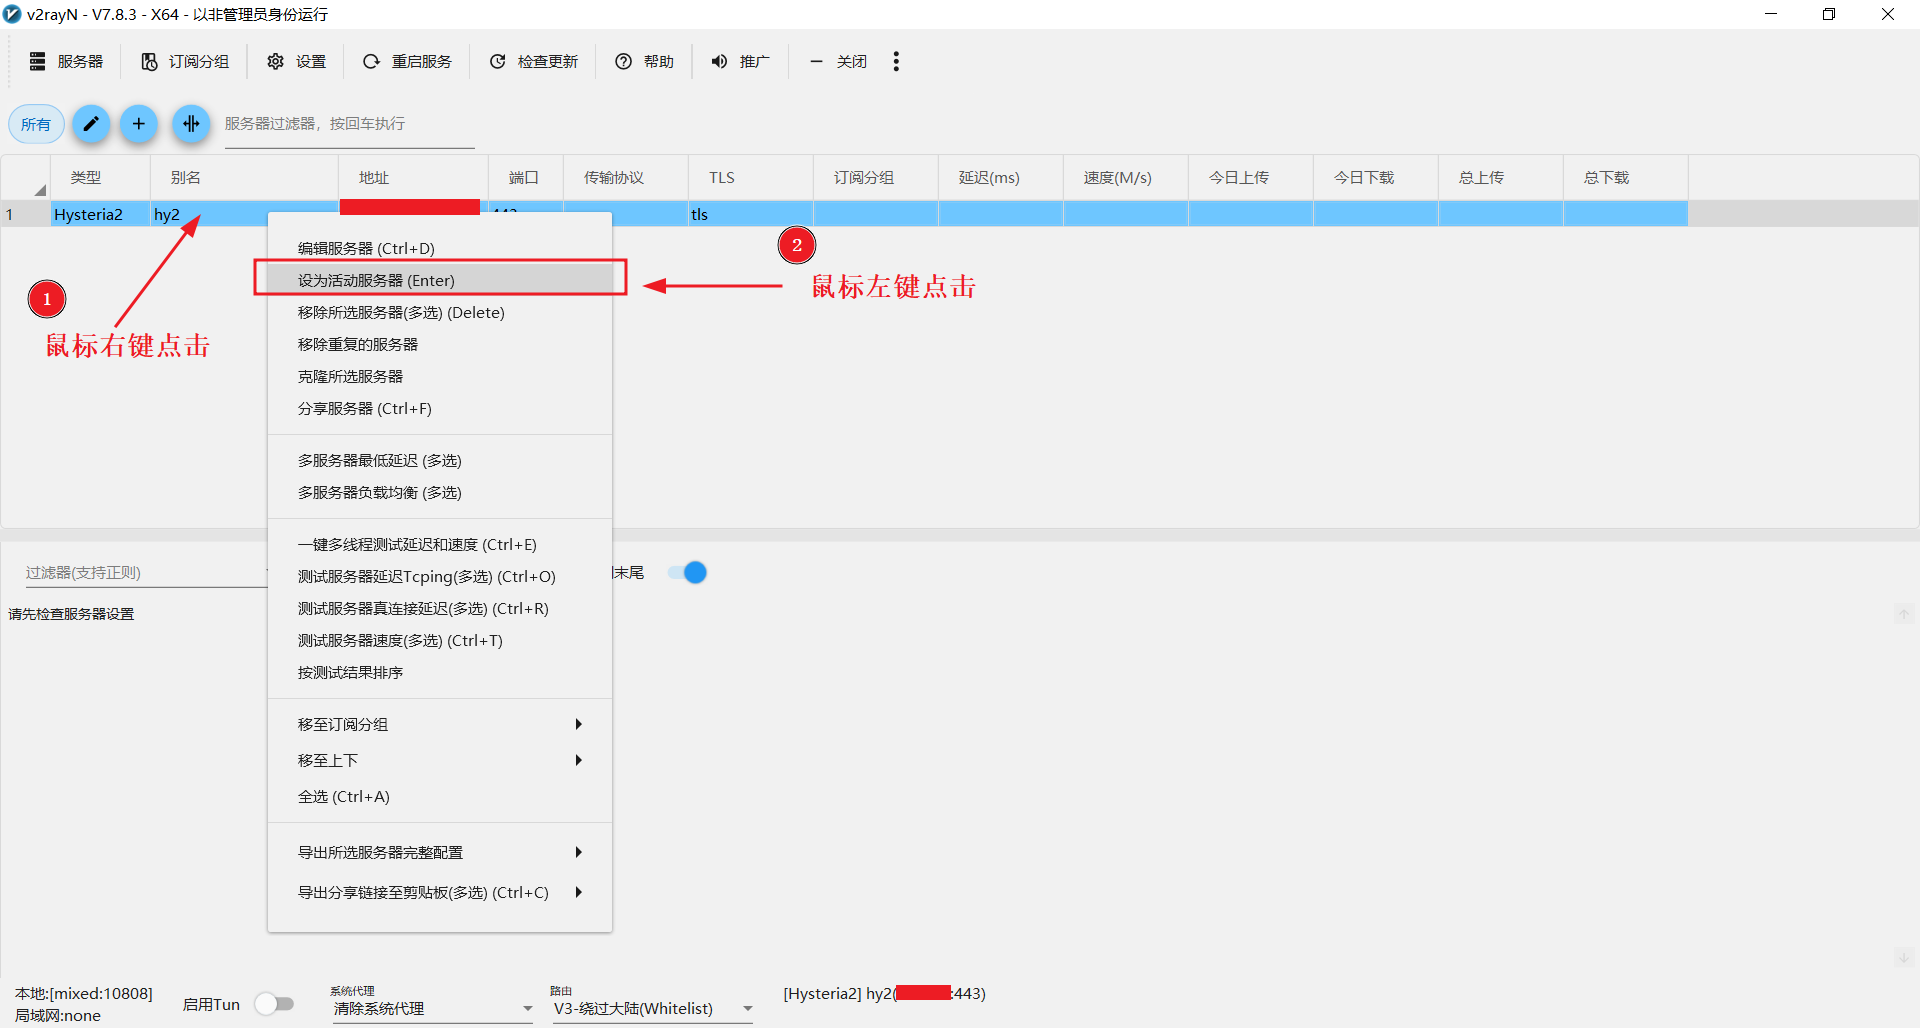 v2rayN - V7.8.3 - X64 - 以非管理员身份运行
服务器 订阅分组 设置 重启服务 检查更新 帮助 推广 关闭
所有 服务器过滤器，按回车执行
类型 别名 地址 端口 传输协议 TLS 订阅分组 延迟(ms) 速度(M/s) 今日上传 今日下载 总上传 总下载
1 Hysteria2 hy2 tls
编辑服务器 (Ctrl+D)
2
设为活动服务器 (Enter)
鼠标左键点击
1
移除所选服务器(多选) (Delete)
鼠标右键点击
移除重复的服务器
克隆所选服务器
分享服务器 (Ctrl+F)
多服务器最低延迟 (多选)
多服务器负载均衡 (多选)
一键多线程测试延迟和速度 (Ctrl+E)
过滤器(支持正则)
末尾
测试服务器延迟Tcping(多选) (Ctrl+O)
请先检查服务器设置
测试服务器真连接延迟(多选) (Ctrl+R)
测试服务器速度(多选) (Ctrl+T)
按测试结果排序
移至订阅分组
移至上下
全选 (Ctrl+A)
导出所选服务器完整配置
导出分享链接至剪贴板(多选) (Ctrl+C)
本地:[mixed:10808]
局域网:none
启用Tun
系统代理
清除系统代理
路由
V3-绕过大陆(Whitelist)
[Hysteria2] hy2( :443)